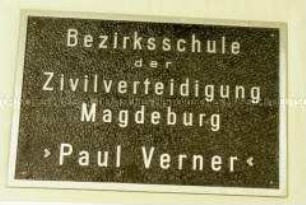 Bezirksschule
der
Zivilverteidigung
Magdeburg
›Paul Verner‹